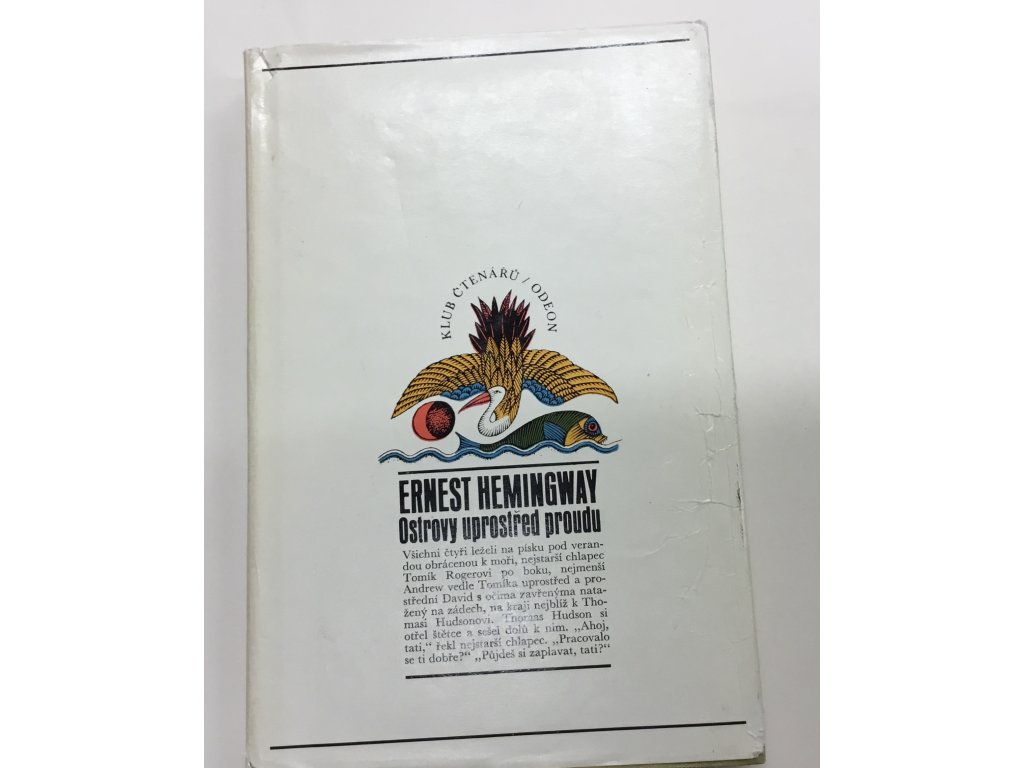 KLUB ČTENÁŘŮ / ODEON
ERNEST HEMINGWAY
Ostrovy uprostřed proudu
Všichni čtyři leželi na písku pod veran-
dou obrácenou k moři, nejstarší chlapec
Tomík Rogerovi po boku, nejmenší
Andrew vedle Tomíka uprostřed a pro-
střední David s očima zavřenýma nata-
žený na zádech, na kraji nejblíž k Tho-
masi Hudsonovi. Thomas Hudson si
otřel štětce a sešel dolů k nim. „Ahoj,
tati,“ řekl nejstarší chlapec. „Pracovalo
se ti dobře?“ „Půjdeš si zaplavat, tati?“